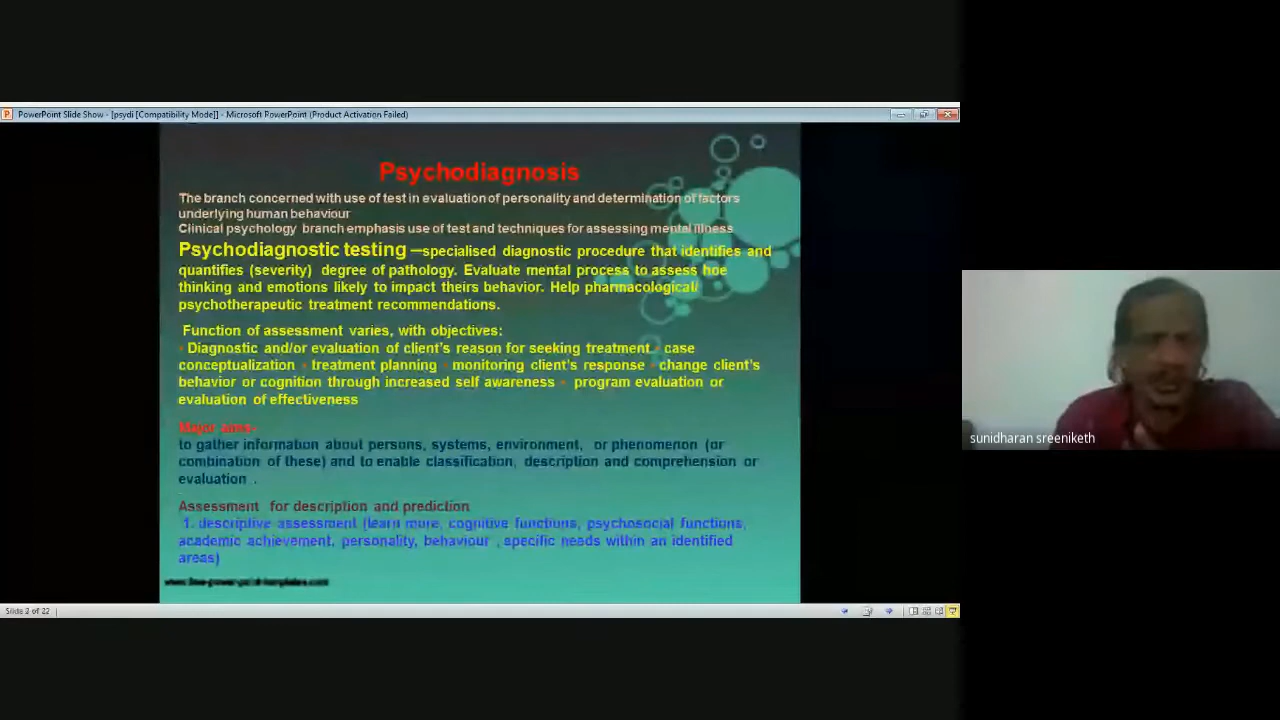 PowerPoint Slide Show - [psydi [Compatibility Mode]] - Microsoft PowerPoint (Product Activation Failed)
Psychodiagnosis
The branch concerned with use of test in evaluation of personality and determination of factors
underlying human behaviour
Clinical psychology branch emphasis use of test and techniques for assessing mental illness
Psychodiagnostic testing –specialised diagnostic procedure that identifies and
quantifies (severity) degree of pathology. Evaluate mental process to assess hoe
thinking and emotions likely to impact theirs behavior. Help pharmacological/
psychotherapeutic treatment recommendations.
Function of assessment varies, with objectives:
• Diagnostic and/or evaluation of client's reason for seeking treatment • case
conceptualization • treatment planning • monitoring client's response • change client's
behavior or cognition through increased self awareness • program evaluation or
evaluation of effectiveness
Major aims-
to gather information about persons, systems, environment, or phenomenon (or
combination of these) and to enable classification, description and comprehension or
evaluation .
Assessment for description and prediction
1. descriptive assessment (learn more, cognitive functions, psychosocial functions,
academic achievement, personality, behaviour , specific needs within an identified
areas)
www.free-power-point-templates.com
Slide 2 of 22
sunidharan sreeniketh